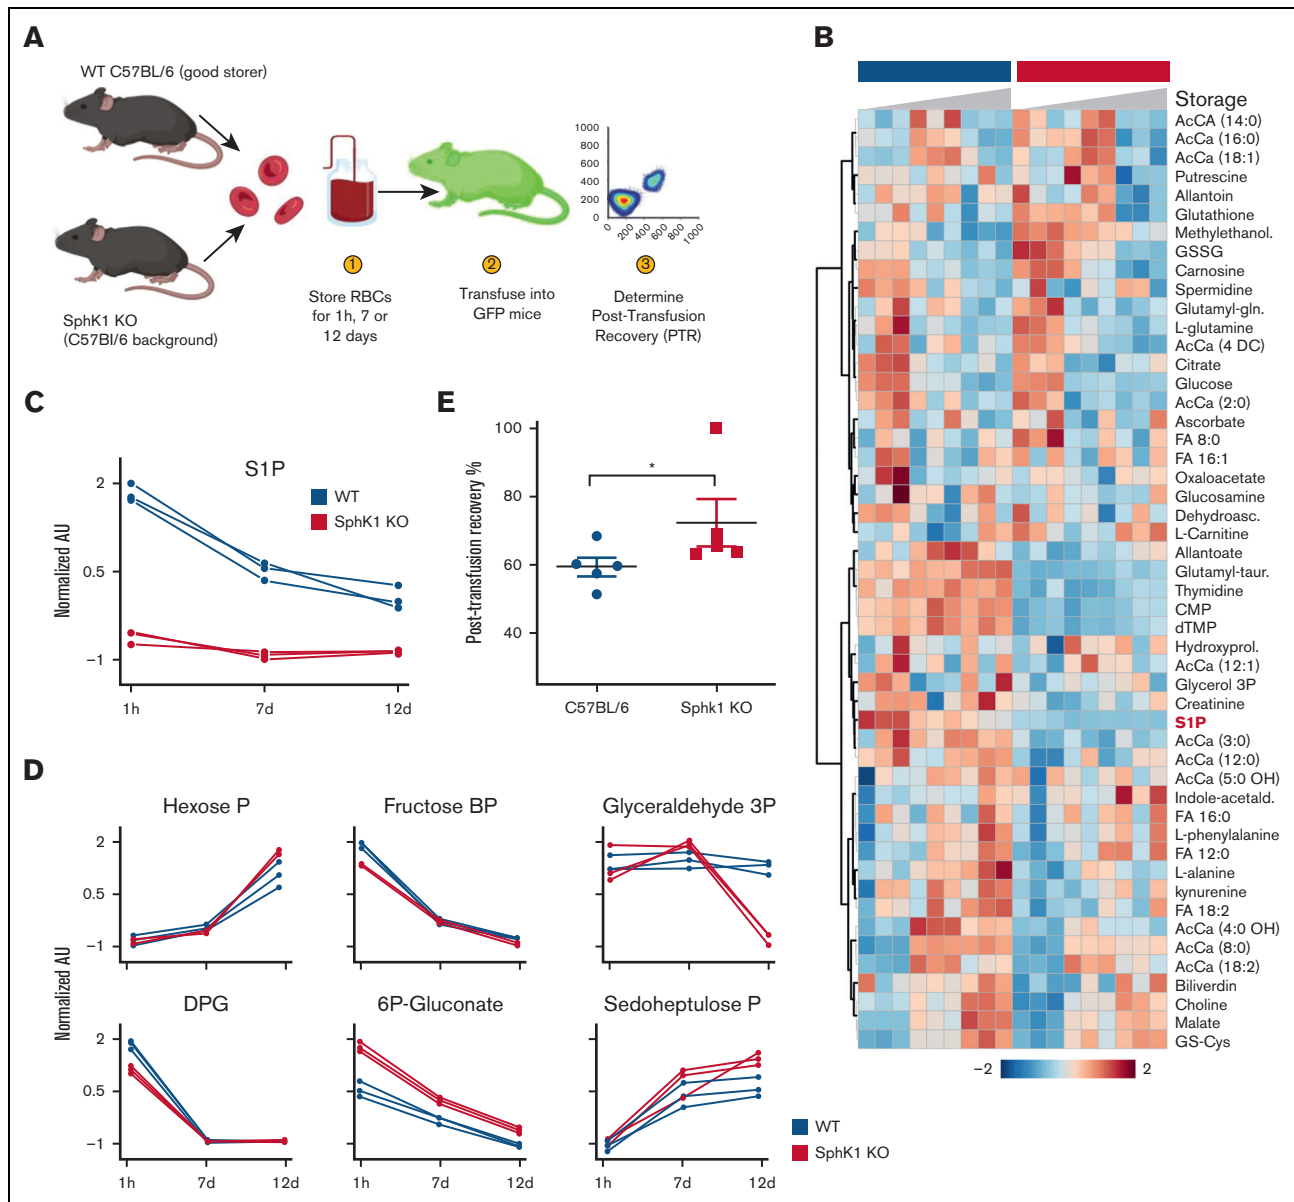 A
WT C57BL/6 (good storer)
SphK1 KO
(C57Bl/6 background)
1
Store RBCs
for 1h, 7 or
12 days
2
Transfuse into
GFP mice
1000
800
600
400
200
0
0
200
400
600
1000
3
Determine
Post-Transfusion
Recovery (PTR)
B
Storage
AcCA (14:0)
AcCa (16:0)
AcCa (18:1)
Putrescine
Allantoin
Glutathione
Methylethanol.
GSSG
Carnosine
Spermidine
Glutamyl-gln.
L-glutamine
AcCa (4 DC)
Citrate
Glucose
AcCa (2:0)
Ascorbate
FA 8:0
FA 16:1
Oxaloacetate
Glucosamine
Dehydroasc.
L-Carnitine
Allantoate
Glutamyl-taur.
Thymidine
CMP
dTMP
Hydroxyprol.
AcCa (12:1)
Glycerol 3P
Creatinine
S1P
AcCa (3:0)
AcCa (12:0)
AcCa (5:0 OH)
Indole-acetald.
FA 16:0
L-phenylalanine
FA 12:0
L-alanine
kynurenine
FA 18:2
AcCa (4:0 OH)
AcCa (8:0)
AcCa (18:2)
Biliverdin
Choline
Malate
GS-Cys
−2
2
C
S1P
WT
SphK1 KO
Normalized AU
2
0.5
−1
1h
7d
12d
E
Post-transfusion recovery %
100
80
60
40
*
C57BL/6
Sphk1 KO
D
Normalized AU
Hexose P
Fructose BP
Glyceraldehyde 3P
2
0.5
−1
DPG
6P-Gluconate
Sedoheptulose P
2
0.5
−1
1h
7d
12d
1h
7d
12d
1h
7d
12d
WT
SphK1 KO